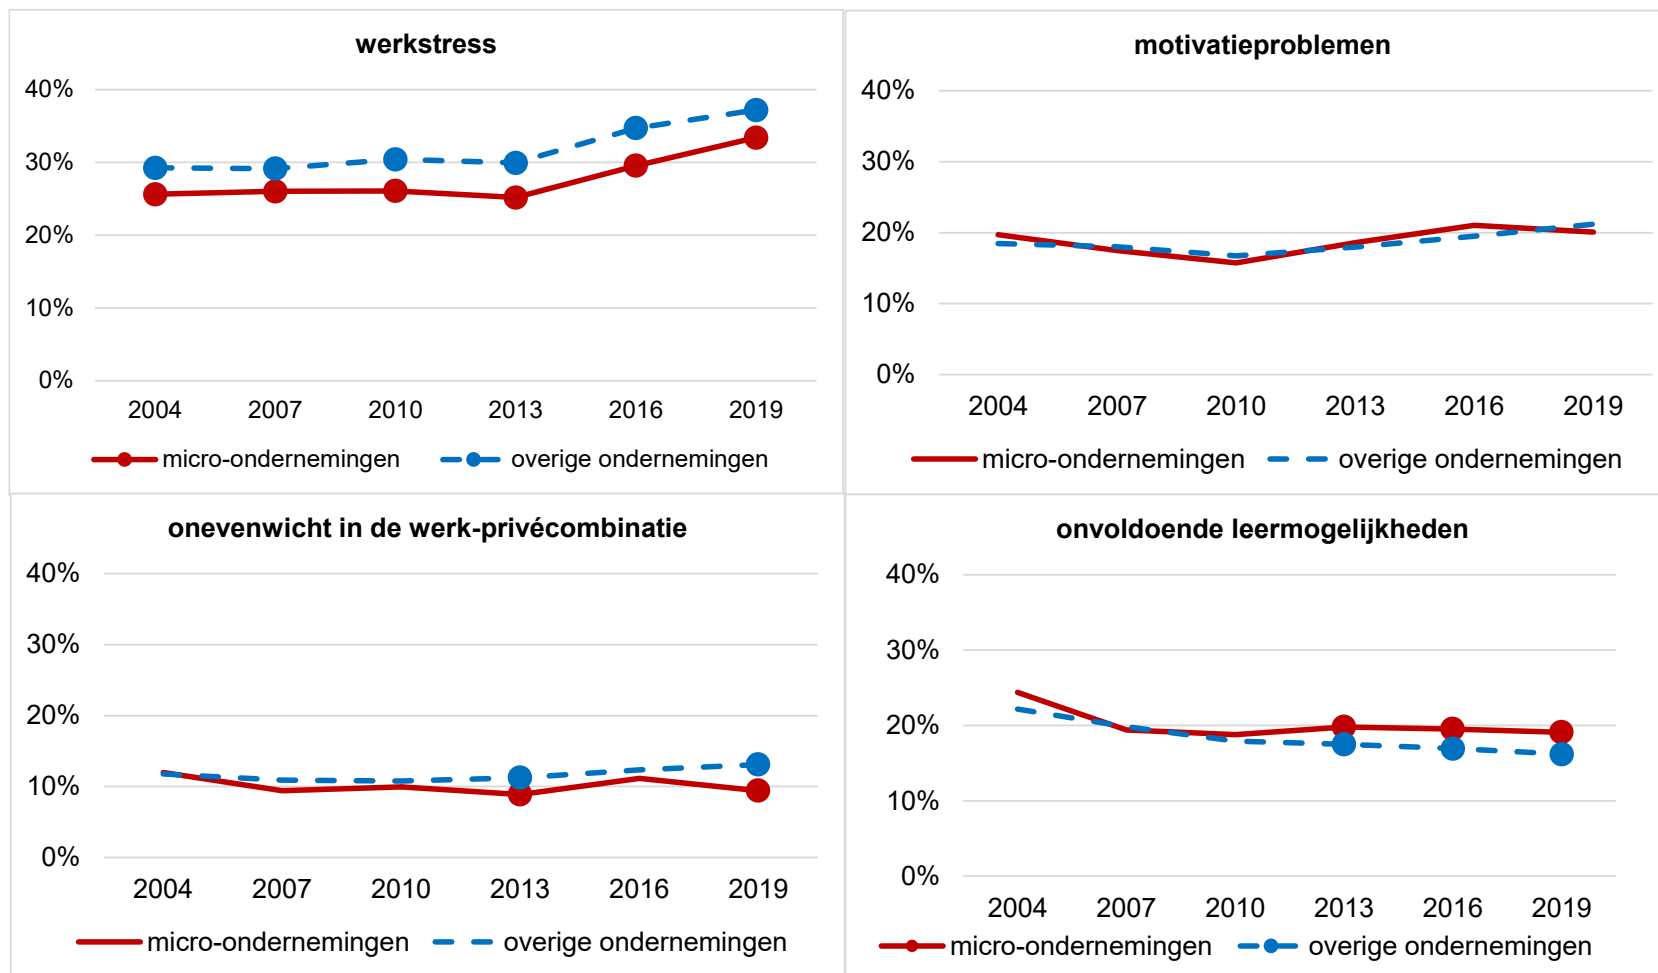 werkstress
40%
30%
20%
10%
0%
2004 2007 2010 2013 2016 2019
micro-ondernemingen overige ondernemingen
motivatieproblemen
40%
30%
20%
10%
0%
2004 2007 2010 2013 2016 2019
micro-ondernemingen overige ondernemingen
onevenwicht in de werk-privécombinatie
40%
30%
20%
10%
0%
2004 2007 2010 2013 2016 2019
micro-ondernemingen overige ondernemingen
onvoldoende leermogelijkheden
40%
30%
20%
10%
0%
2004 2007 2010 2013 2016 2019
micro-ondernemingen overige ondernemingen